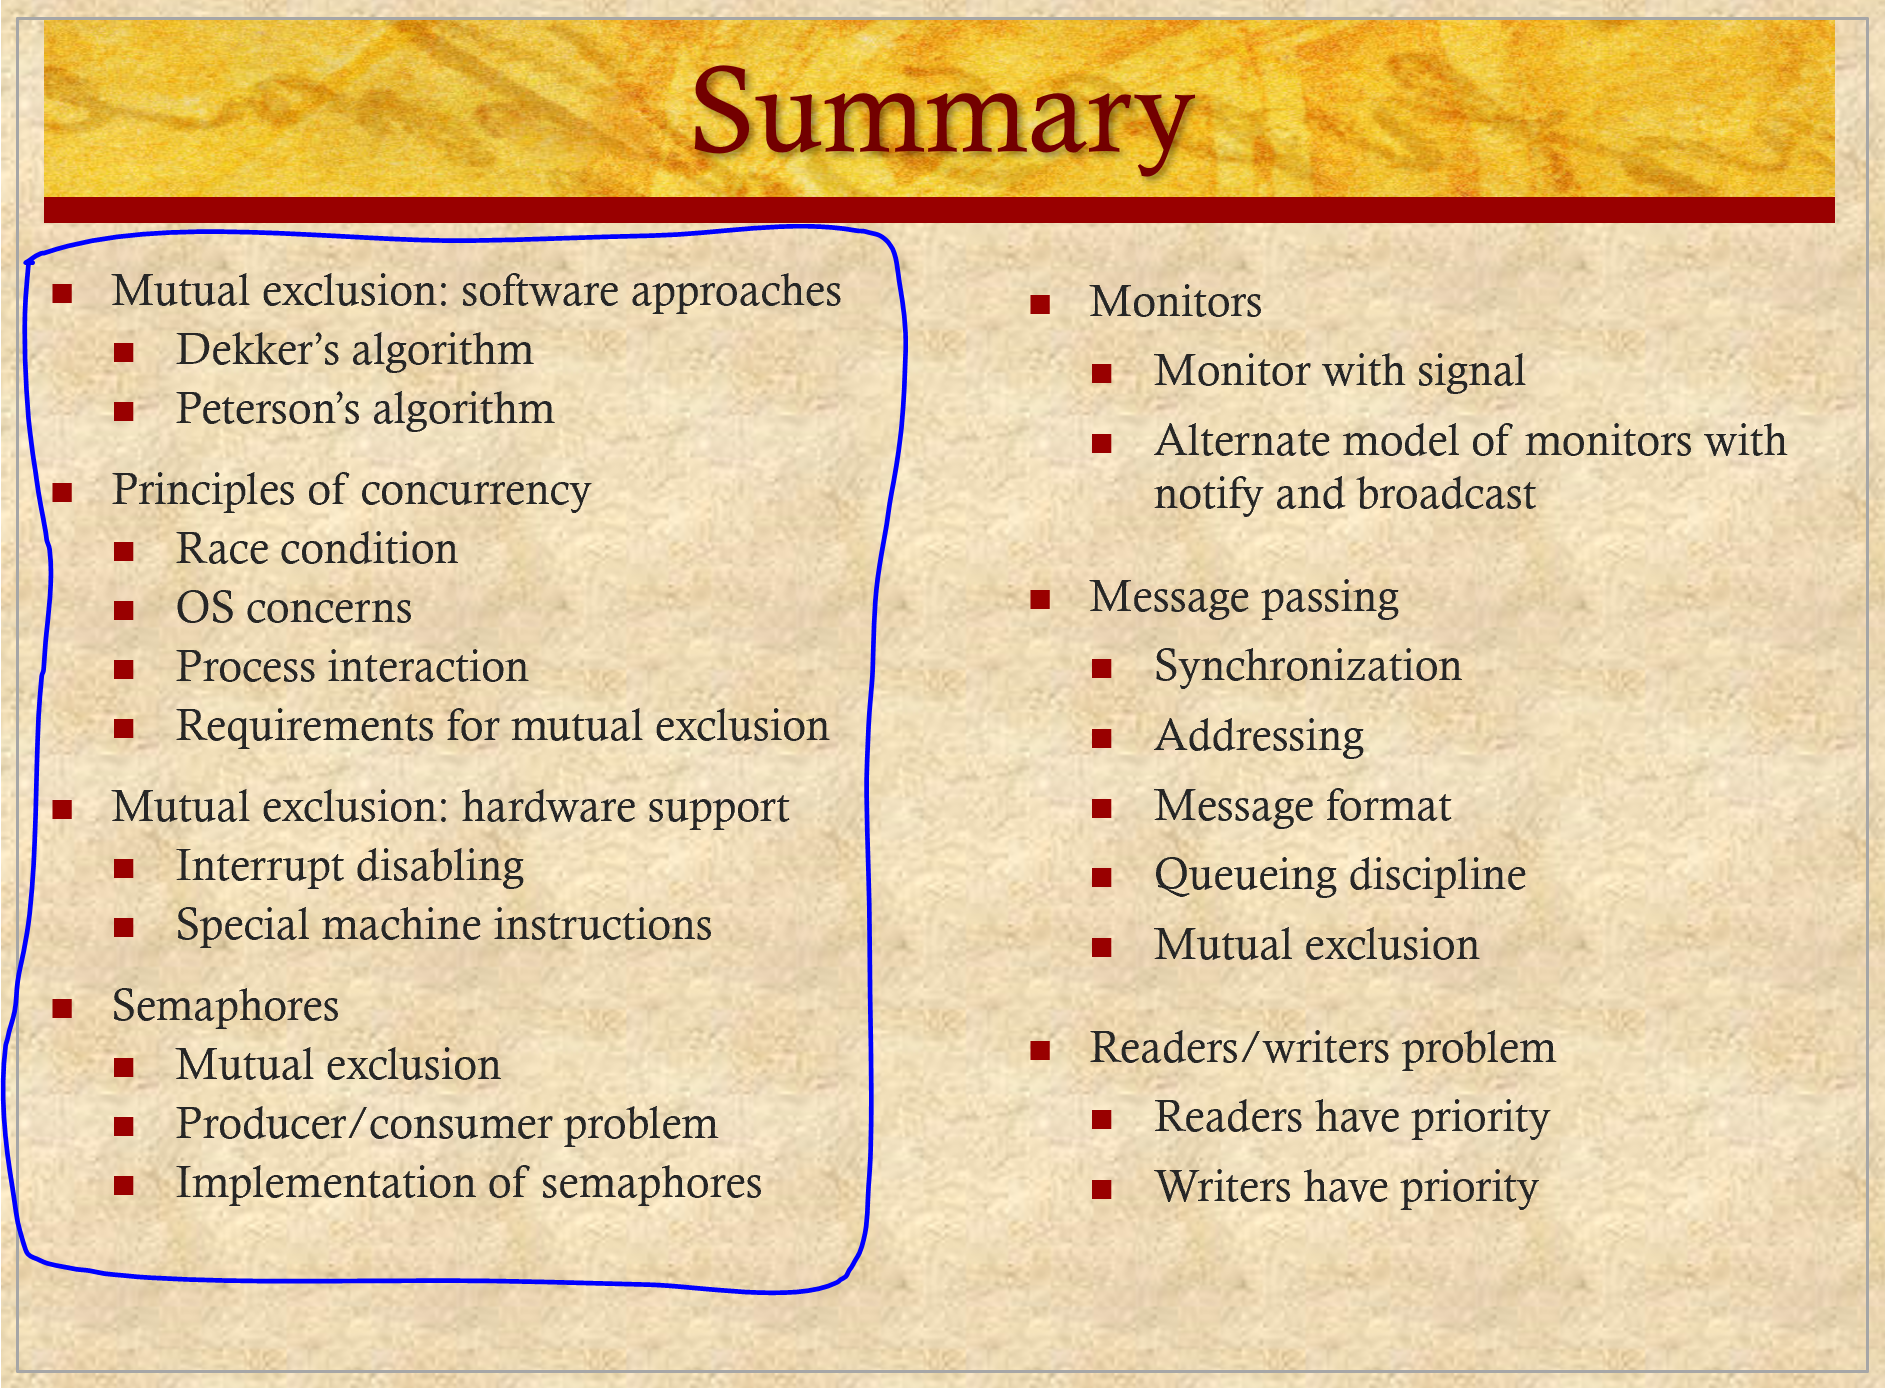 Summary
Mutual exclusion: software approaches
Dekker’s algorithm
Peterson’s algorithm
Principles of concurrency
Race condition
OS concerns
Process interaction
Requirements for mutual exclusion
Mutual exclusion: hardware support
Interrupt disabling
Special machine instructions
Semaphores
Mutual exclusion
Producer/consumer problem
Implementation of semaphores
Monitors
Monitor with signal
Alternate model of monitors with
notify and broadcast
Message passing
Synchronization
Addressing
Message format
Queueing discipline
Mutual exclusion
Readers/writers problem
Readers have priority
Writers have priority